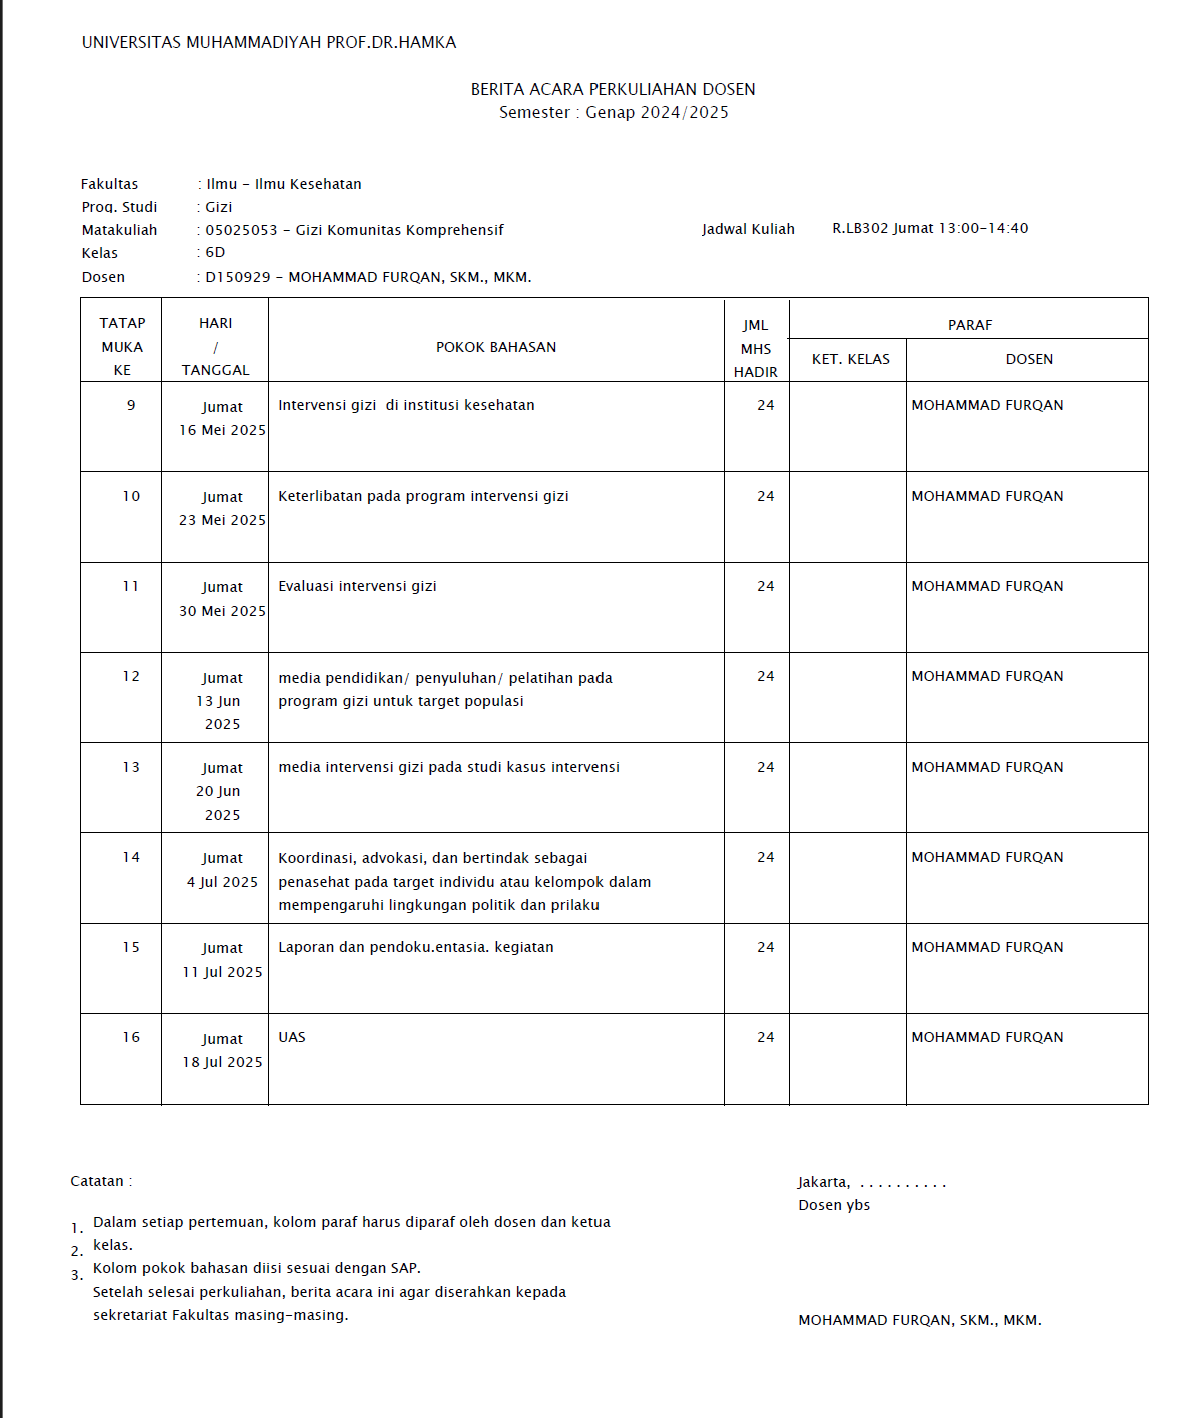 UNIVERSITAS MUHAMMADIYAH PROF.DR.HAMKA
BERITA ACARA PERKULIAHAN DOSEN
Semester : Genap 2024/2025
Fakultas : Ilmu - Ilmu Kesehatan
Prog. Studi : Gizi
Matakuliah : 05025053 - Gizi Komunitas Komprehensif Jadwal Kuliah R.LB302 Jumat 13:00-14:40
Kelas : 6D
Dosen : D150929 - MOHAMMAD FURQAN, SKM., MKM.
TATAP MUKA KE HARI / TANGGAL POKOK BAHASAN JML MHS HADIR PARAF
KET. KELAS DOSEN
9 Jumat Intervensi gizi  di institusi kesehatan 24 MOHAMMAD FURQAN
16 Mei 2025
10 Jumat Keterlibatan pada program intervensi gizi 24 MOHAMMAD FURQAN
23 Mei 2025
11 Jumat Evaluasi intervensi gizi 24 MOHAMMAD FURQAN
30 Mei 2025
12 Jumat media pendidikan/ penyuluhan/ pelatihan pada 24 MOHAMMAD FURQAN
13 Jun program gizi untuk target populasi
2025
13 Jumat media intervensi gizi pada studi kasus intervensi 24 MOHAMMAD FURQAN
20 Jun
2025
14 Jumat Koordinasi, advokasi, dan bertindak sebagai 24 MOHAMMAD FURQAN
4 Jul 2025 penasehat pada target individu atau kelompok dalam
mempengaruhi lingkungan politik dan prilaku
15 Jumat Laporan dan pendoku.entasia. kegiatan 24 MOHAMMAD FURQAN
11 Jul 2025
16 Jumat UAS 24 MOHAMMAD FURQAN
18 Jul 2025
Catatan :
1. Dalam setiap pertemuan, kolom paraf harus diparaf oleh dosen dan ketua
2. kelas.
3. Kolom pokok bahasan diisi sesuai dengan SAP.
Setelah selesai perkuliahan, berita acara ini agar diserahkan kepada
sekretariat Fakultas masing-masing.
Jakarta, . . . . . . . . . .
Dosen ybs
MOHAMMAD FURQAN, SKM., MKM.